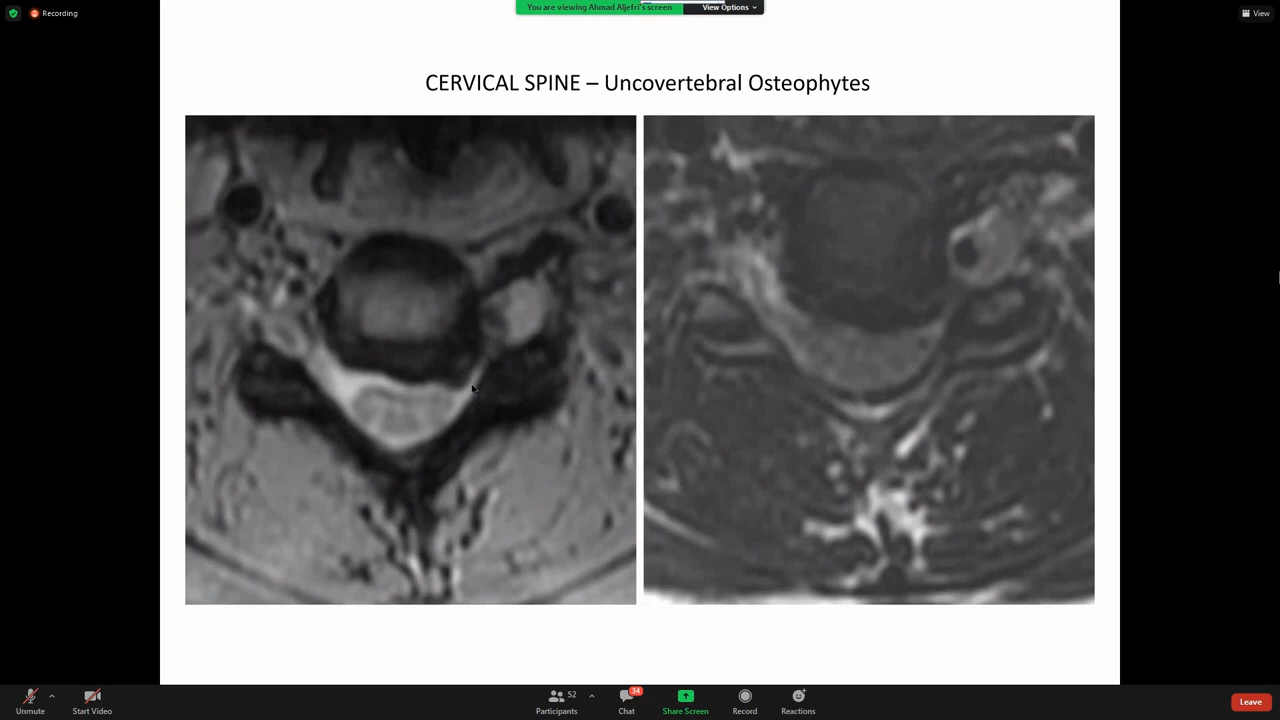 Recording
You are viewing Ahmad Aljefri's screen
View Options
View
CERVICAL SPINE – Uncovertebral Osteophytes
Unmute
Start Video
52
Participants
34
Chat
Share Screen
Record
Reactions
Leave